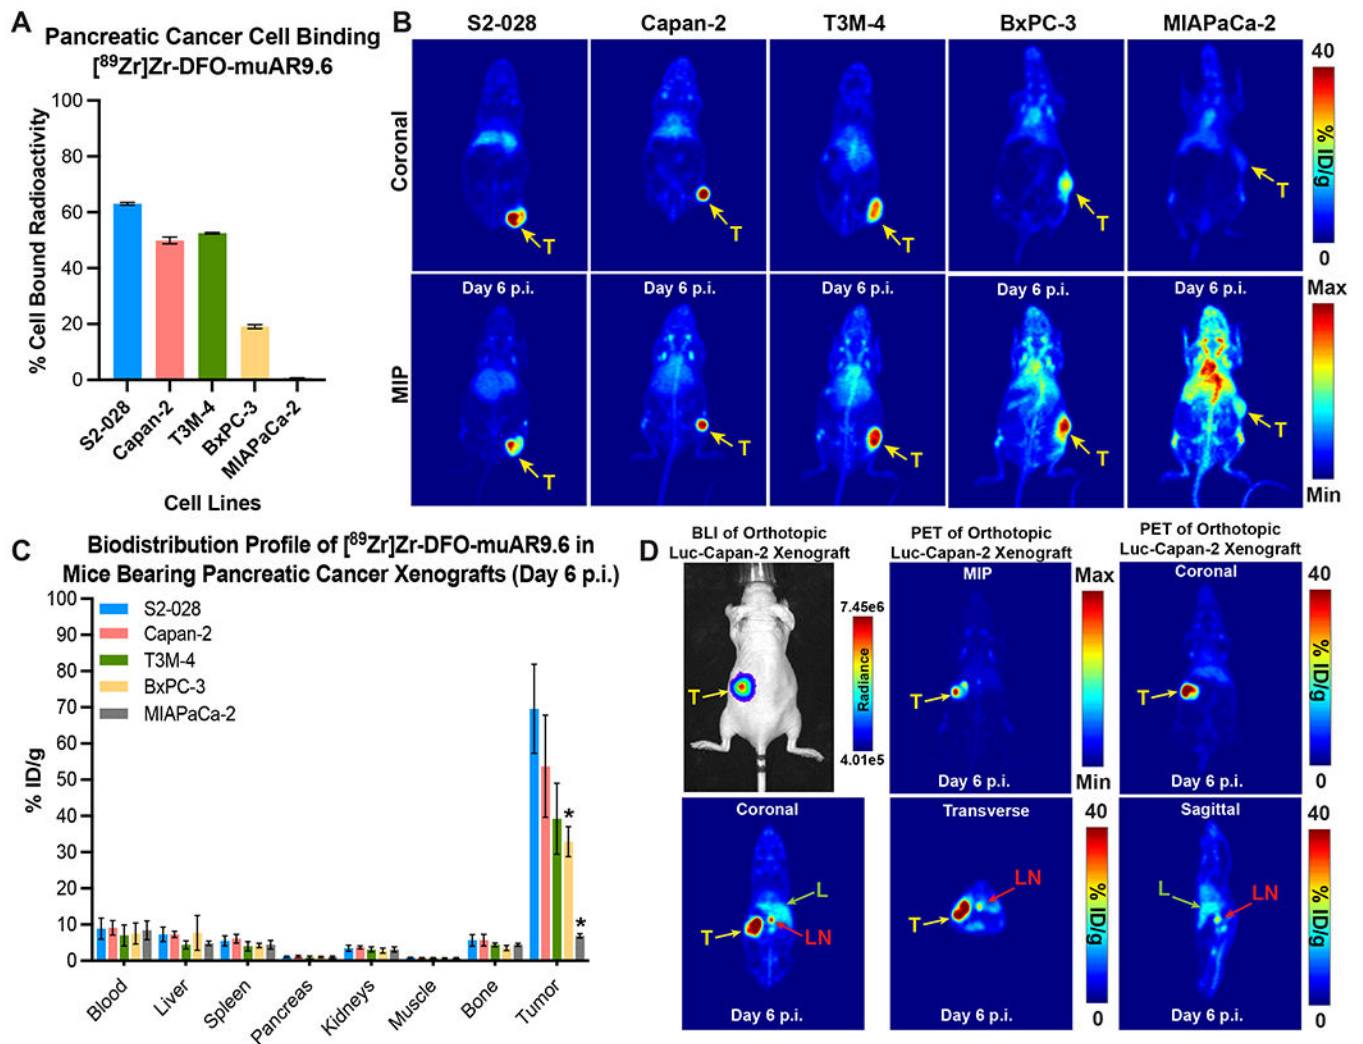 A
Pancreatic Cancer Cell Binding
[⁸⁹Zr]Zr-DFO-muAR9.6
% Cell Bound Radioactivity
100
80
60
40
20
0
S2-028
Capan-2
T3M-4
BxPC-3
MIAPaCa-2
Cell Lines
B
S2-028
Capan-2
T3M-4
BxPC-3
MIAPaCa-2
Coronal
T
T
T
T
T
40
% ID/g
0
Day 6 p.i.
Day 6 p.i.
Day 6 p.i.
Day 6 p.i.
Day 6 p.i.
MIP
T
T
T
T
T
Max
Min
C
Biodistribution Profile of [⁸⁹Zr]Zr-DFO-muAR9.6 in
Mice Bearing Pancreatic Cancer Xenografts (Day 6 p.i.)
% ID/g
100
90
80
70
60
50
40
30
20
10
0
S2-028
Capan-2
T3M-4
BxPC-3
MIAPaCa-2
*
*
Blood
Liver
Spleen
Pancreas
Kidneys
Muscle
Bone
Tumor
D
BLI of Orthotopic
Luc-Capan-2 Xenograft
T
7.45e6
Radiance
4.01e5
PET of Orthotopic
Luc-Capan-2 Xenograft
MIP
T
Day 6 p.i.
Max
Min
PET of Orthotopic
Luc-Capan-2 Xenograft
Coronal
T
Day 6 p.i.
40
% ID/g
0
Coronal
L
T
LN
Day 6 p.i.
Transverse
LN
T
Day 6 p.i.
40
% ID/g
0
Sagittal
L
LN
Day 6 p.i.
40
% ID/g
0